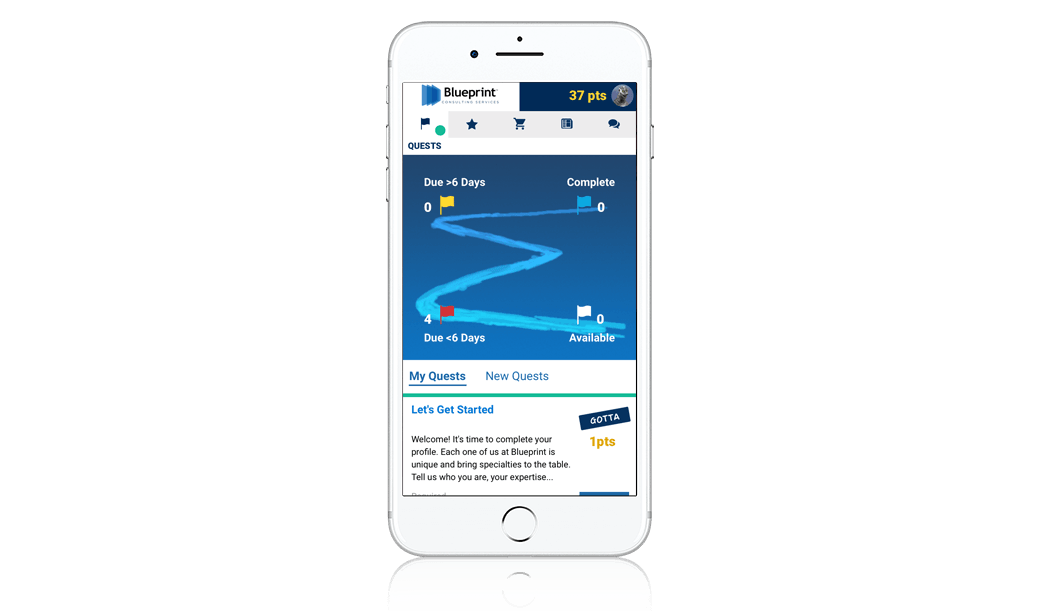 Blueprint
CONSULTING SERVICES
37 pts
QUESTS
Due >6 Days
Complete
0
0
4
0
Due <6 Days
Available
My Quests
New Quests
Let's Get Started
GOTTA
1pts
Welcome! It's time to complete your
profile. Each one of us at Blueprint is
unique and bring specialties to the table.
Tell us who you are, your expertise...